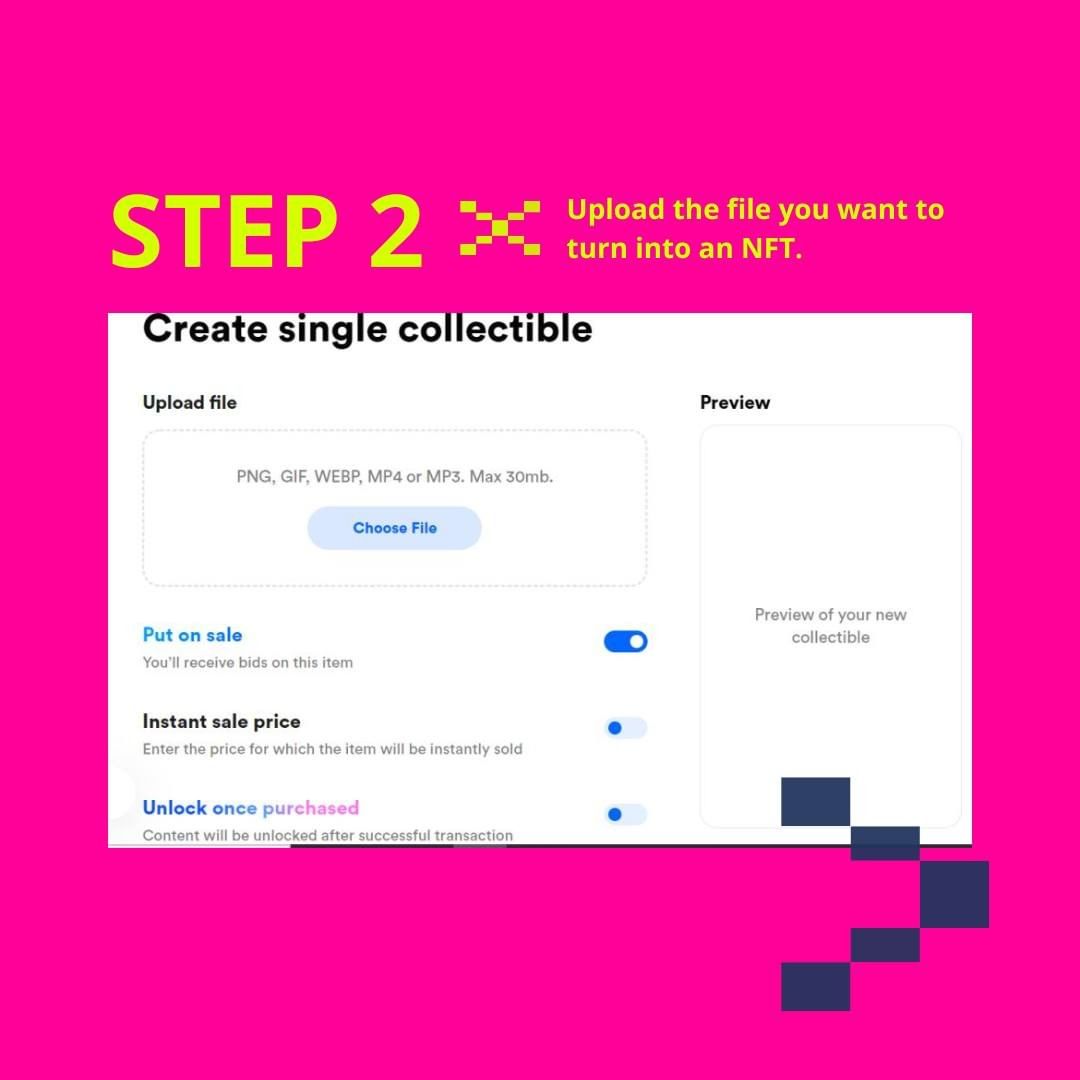 STEP 2
Upload the file you want to
turn into an NFT.
Create single collectible
Upload file
PNG, GIF, WEBP, MP4 or MP3. Max 30mb.
Choose File
Put on sale
You'll receive bids on this item
Instant sale price
Enter the price for which the item will be instantly sold
Unlock once purchased
Content will be unlocked after successful transaction
Preview
Preview of your new
collectible